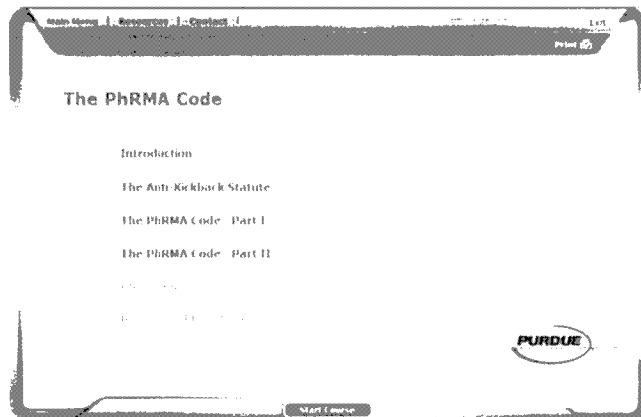 Main Menu | Resources | Contact |
Exit
Print
The PhRMA Code
Introduction
The Anti-Kickback Statute
The PhRMA Code Part I
The PhRMA Code Part II
PURDUE
Start Course